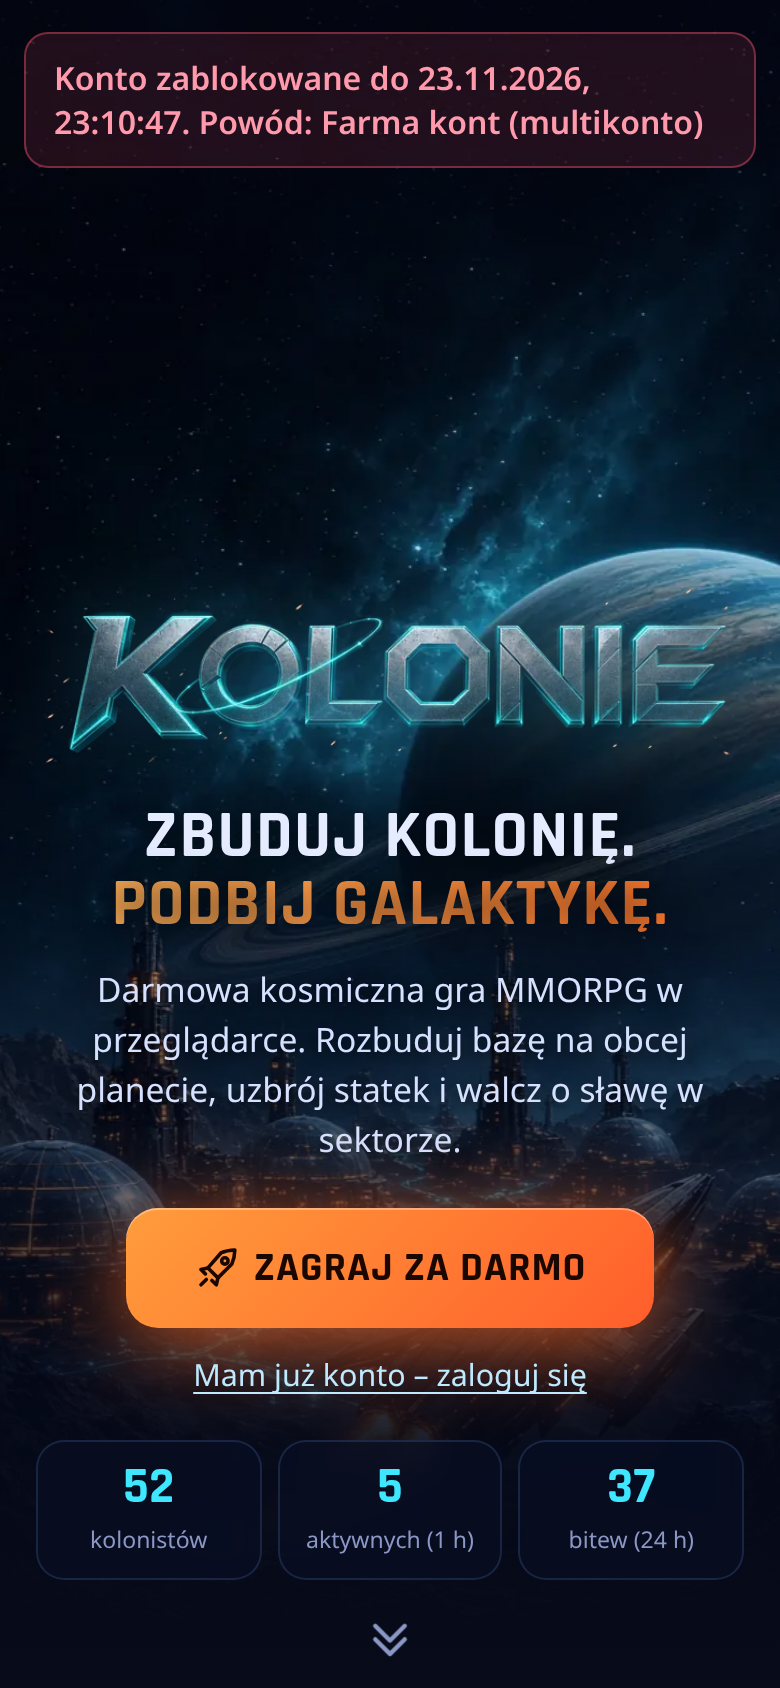 Konto zablokowane do 23.11.2026,
23:10:47. Powód: Farma kont (multikonto)
KOLONIE
ZBUDUJ KOLONIĘ.
PODBIJ GALAKTYKĘ.
Darmowa kosmiczna gra MMORPG w
przeglądarce. Rozbuduj bazę na obcej
planecie, uzbrój statek i walcz o sławę w
sektorze.
ZAGRAJ ZA DARMO
Mam już konto – zaloguj się
52 5 37
kolonistów aktywnych (1 h) bitew (24 h)